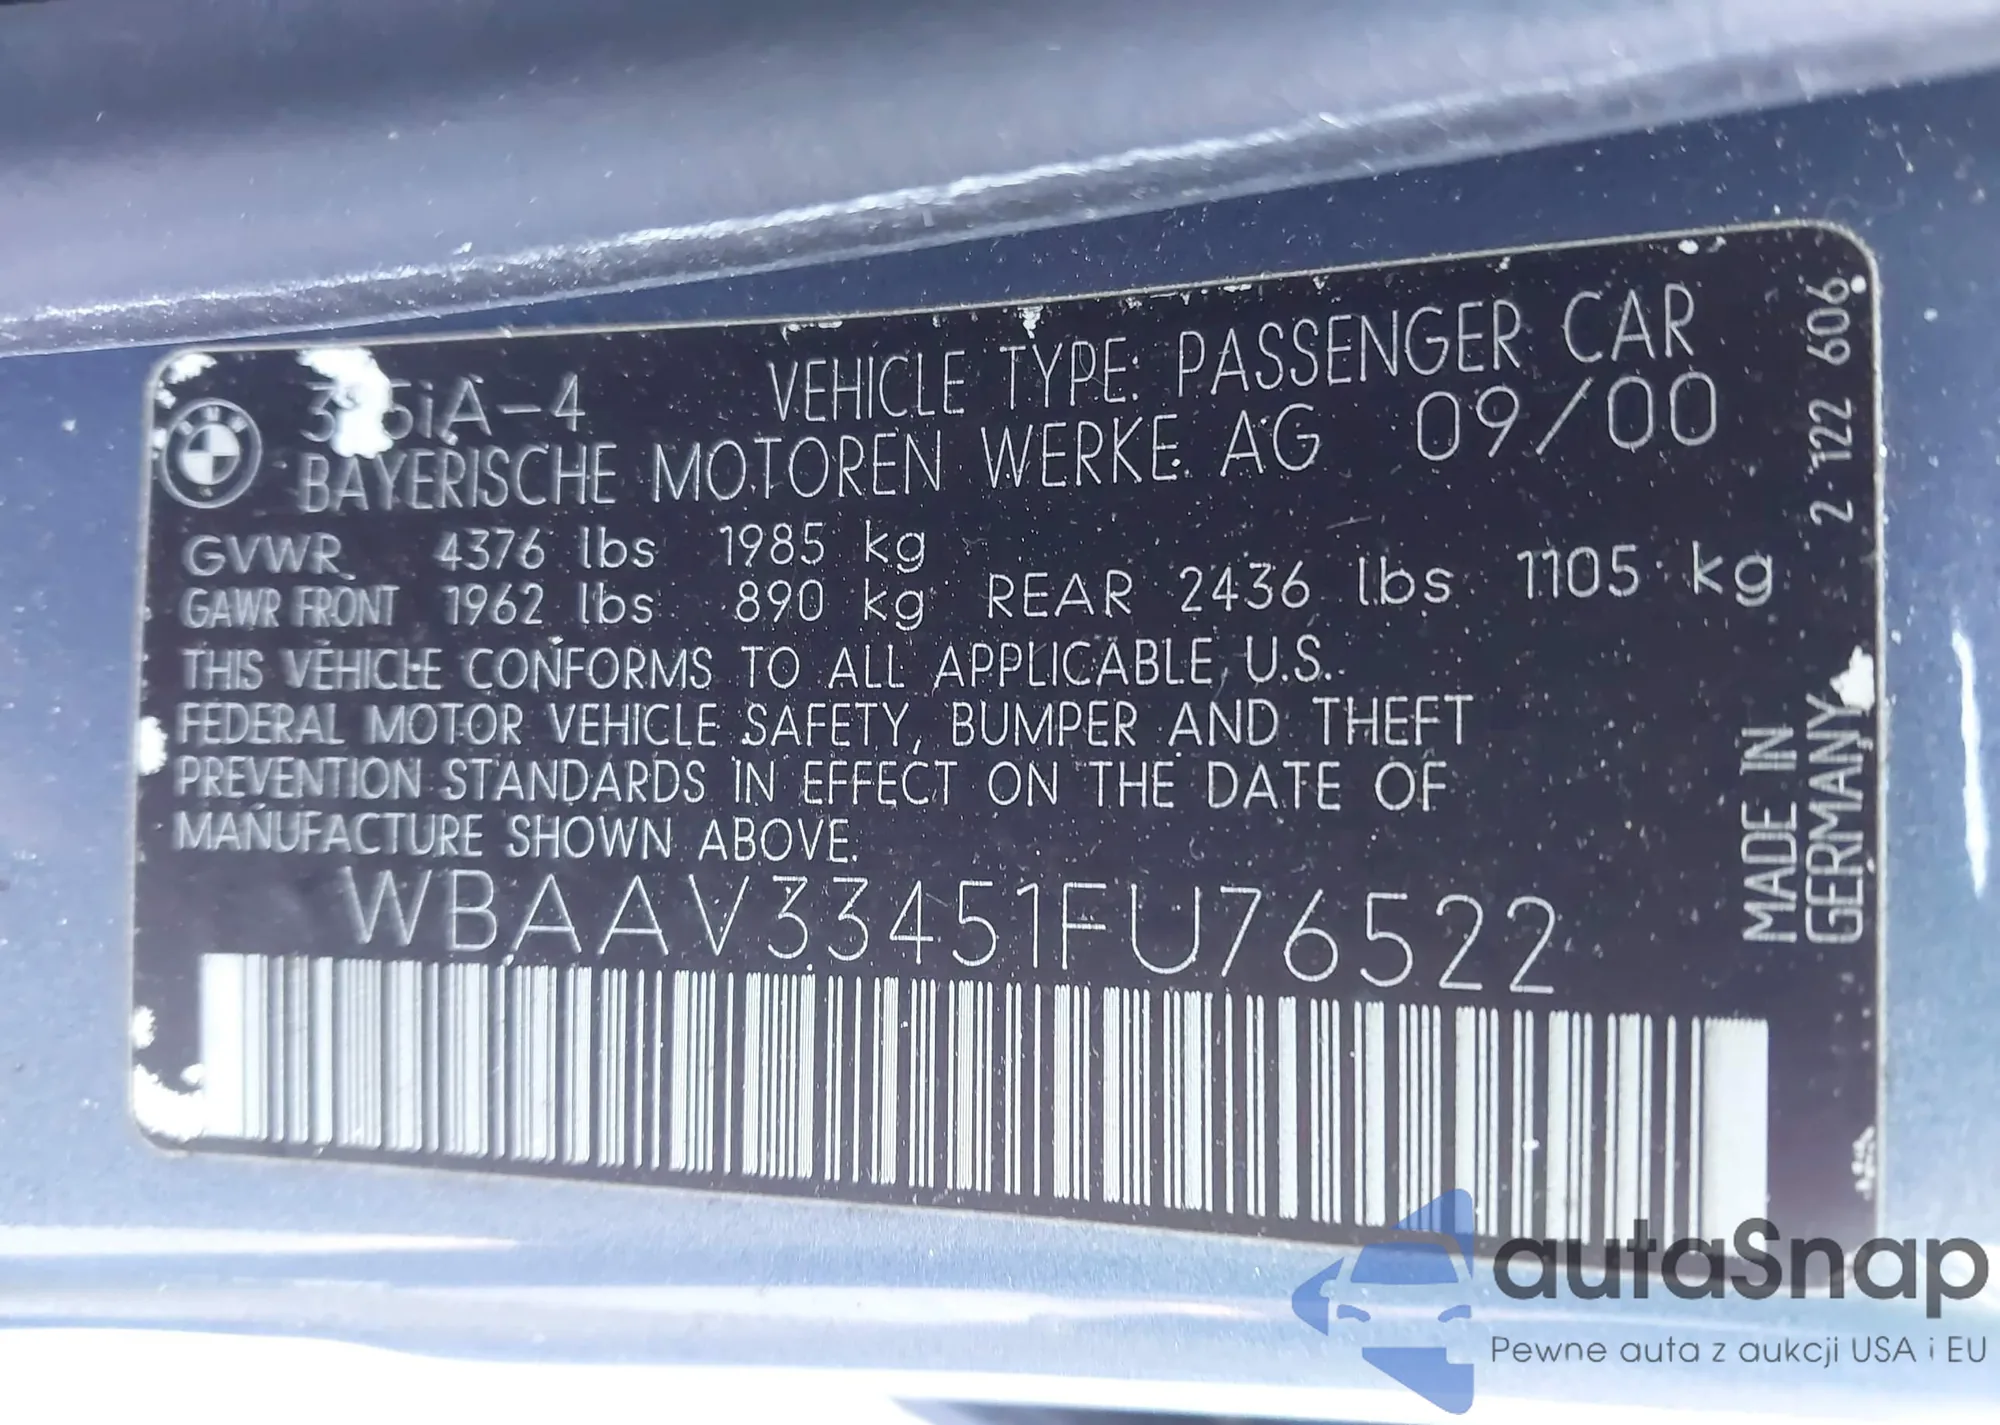 iA-4 VEHICLE TYPE: PASSENGER CAR
BAYERISCHE MOTOREN WERKE AG 09/00
GVWR 4376 lbs 1985 kg
GAWR FRONT 1962 lbs 890 kg REAR 2436 lbs 1105 kg
THIS VEHICLE CONFORMS TO ALL APPLICABLE U.S.
FEDERAL MOTOR VEHICLE SAFETY, BUMPER AND THEFT
PREVENTION STANDARDS IN EFFECT ON THE DATE OF
MANUFACTURE SHOWN ABOVE.
WBAAV33451FU76522
2 122 606
MADE IN
GERMANY
BMW
autaSnap
Pewne auta z aukcji USA i EU